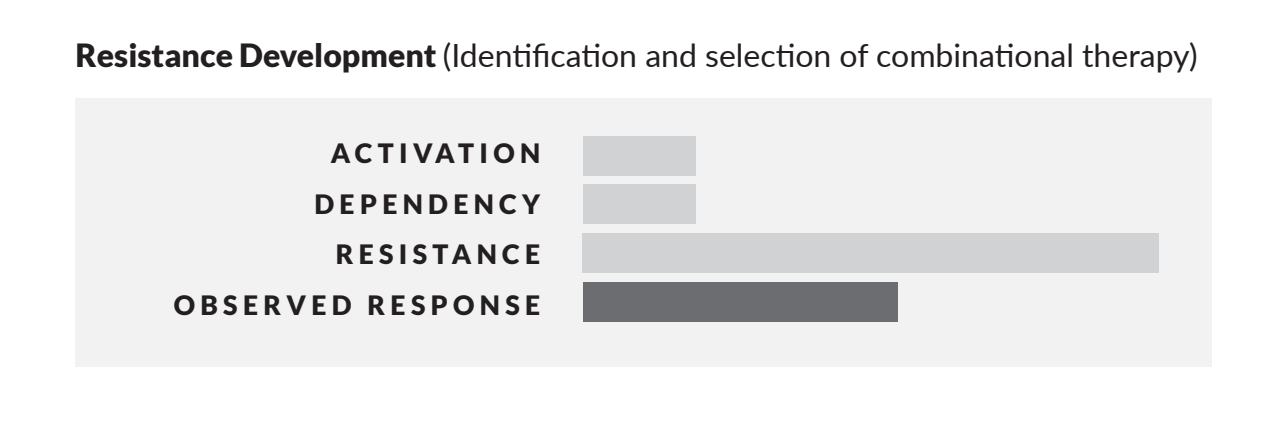 Resistance Development (Identification and selection of combinational therapy)
ACTIVATION
DEPENDENCY
RESISTANCE
OBSERVED RESPONSE